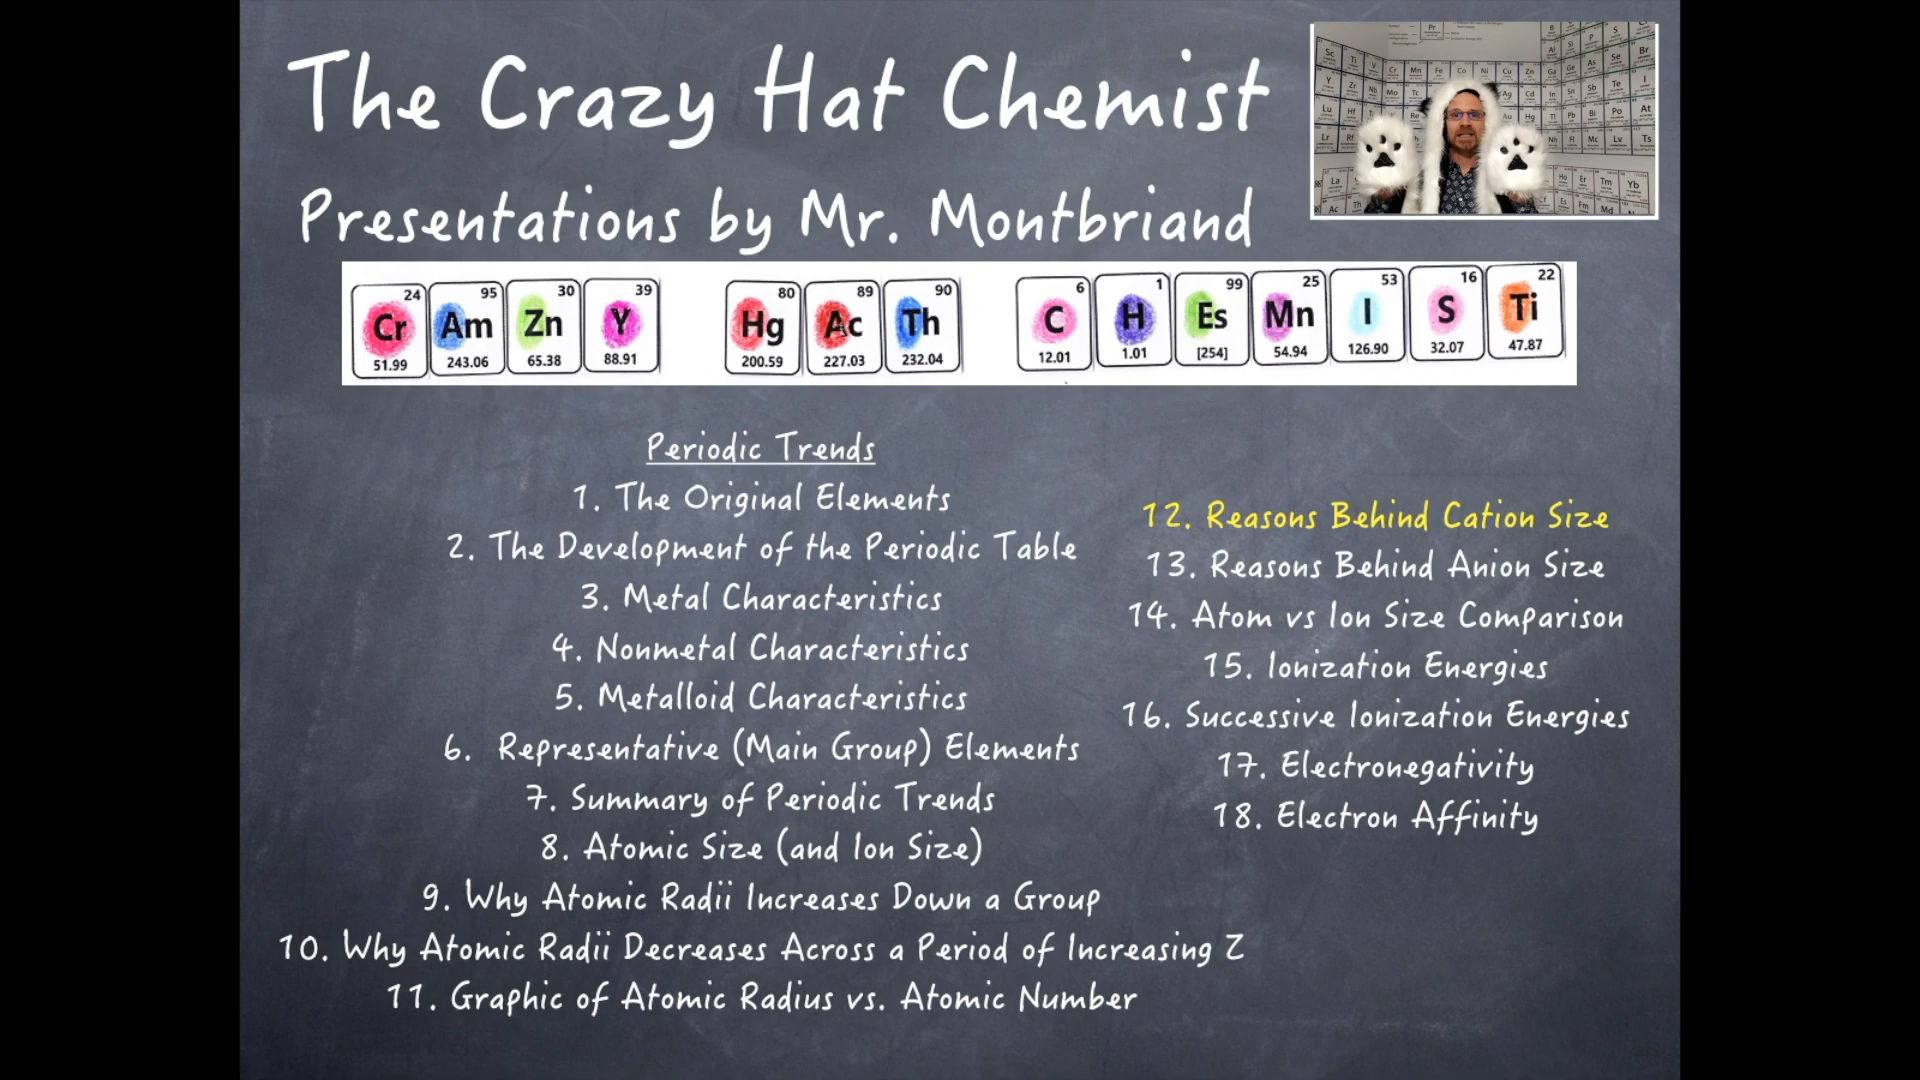 The Crazy Hat Chemist
Presentations by Mr. Montbriand
24 95 30 39 80 89 90 6 1 99 25 53 16 22
Cr Am Zn Y Hg Ac Th C H Es Mn I S Ti
51.99 243.06 65.38 88.91 200.59 227.03 232.04 12.01 1.01 [254] 54.94 126.90 32.07 47.87
Periodic Trends
1. The Original Elements
2. The Development of the Periodic Table
3. Metal Characteristics
4. Nonmetal Characteristics
5. Metalloid Characteristics
6. Representative (Main Group) Elements
7. Summary of Periodic Trends
8. Atomic Size (and Ion Size)
9. Why Atomic Radii Increases Down a Group
10. Why Atomic Radii Decreases Across a Period of Increasing Z
11. Graphic of Atomic Radius vs. Atomic Number
12. Reasons Behind Cation Size
13. Reasons Behind Anion Size
14. Atom vs Ion Size Comparison
15. Ionization Energies
16. Successive Ionization Energies
17. Electronegativity
18. Electron Affinity